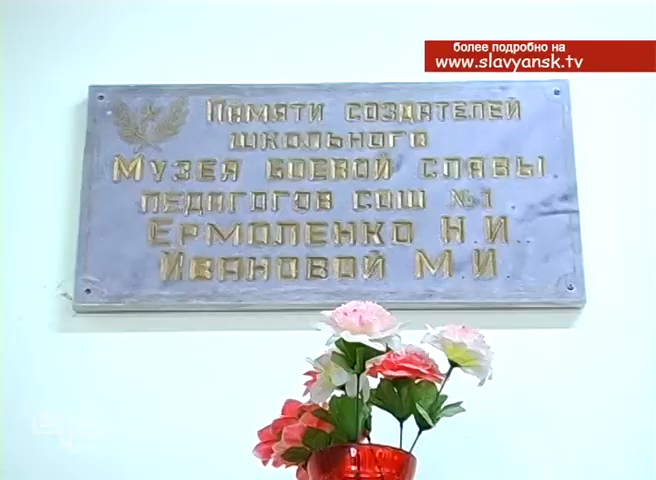 более подробно на
www.slavyansk.tv
Памяти создателей
школьного
Музея боевой славы
педагогов СОШ №1
Ермоленко Н.И.
Ивановой М.И